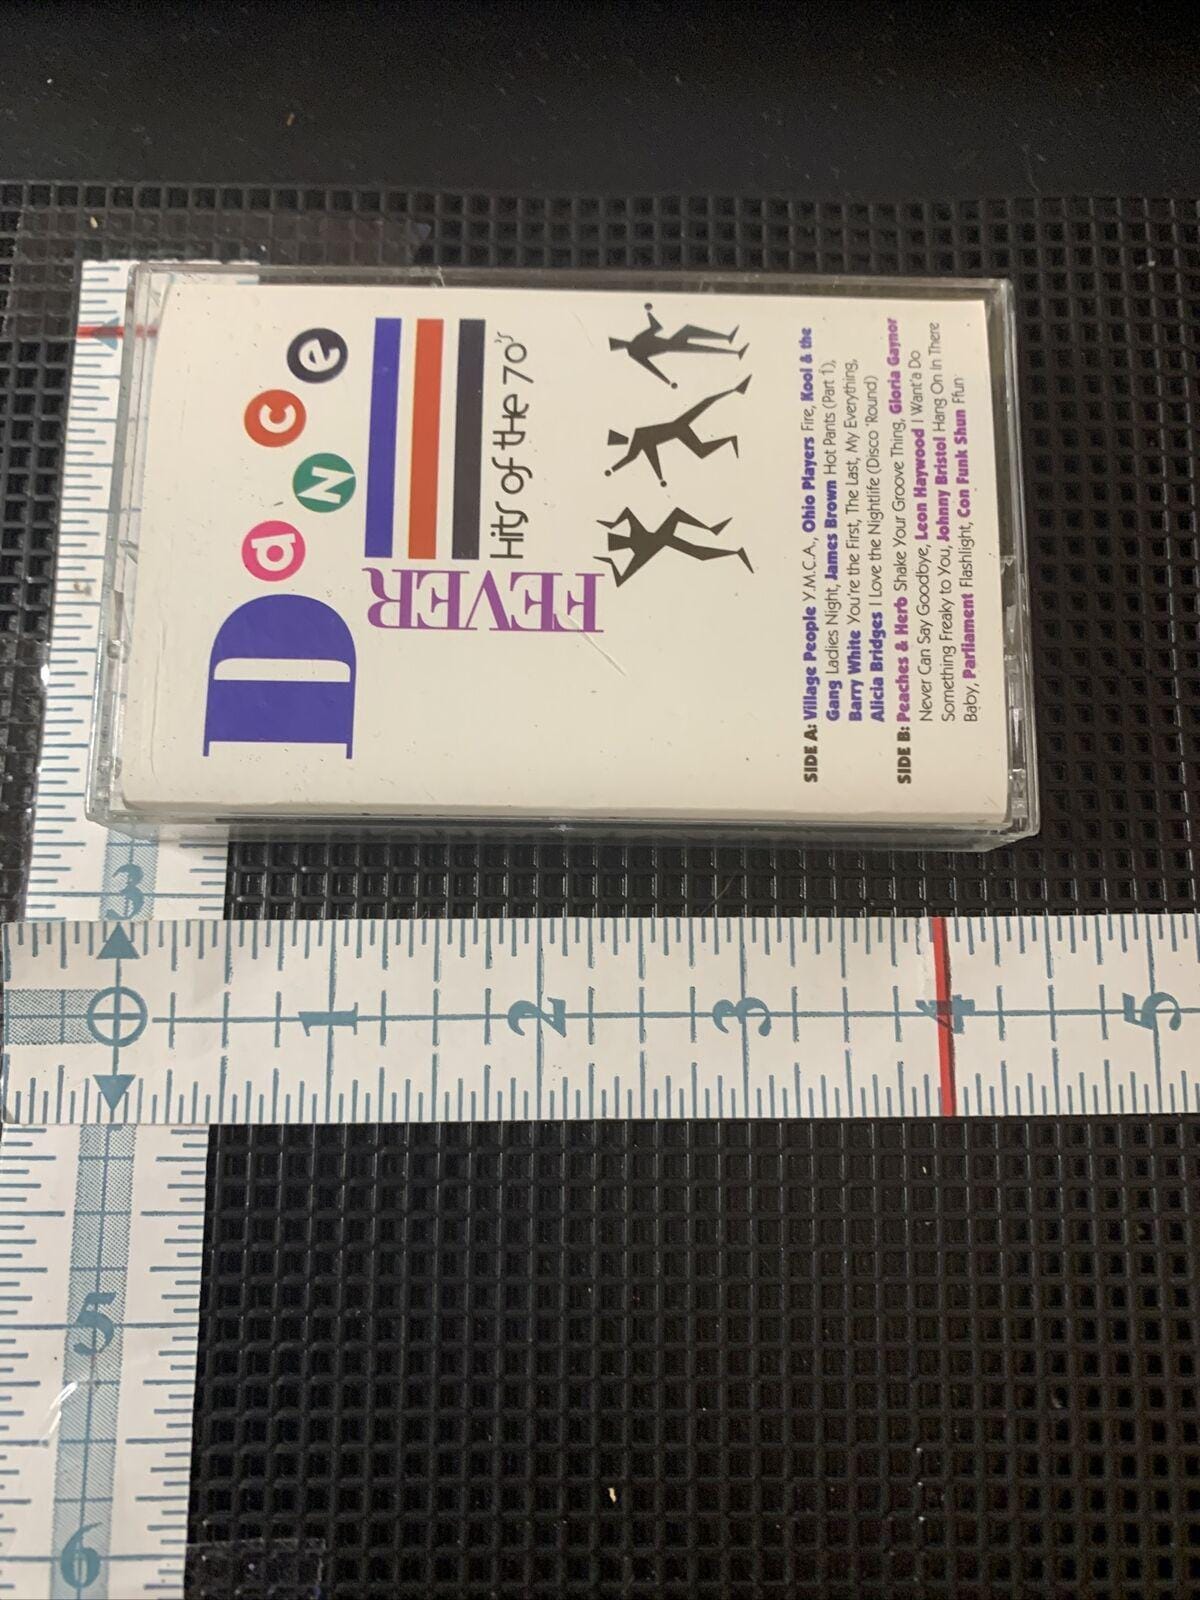 DaNce
FEVER
Hits of the 70's
SIDE A: Village People Y.M.C.A., Ohio Players Fire, Kool & the
Gang Ladies Night, James Brown Hot Pants (Part 1),
Barry White You're the First, The Last, My Everything,
Alicia Bridges I Love the Nightlife (Disco 'Round)
SIDE B: Peaches & Herb Shake Your Groove Thing, Gloria Gaynor
Never Can Say Goodbye, Leon Haywood I Want'a Do
Something Freaky to You, Johnny Bristol Hang On In There
Baby, Parliament Flashlight, Con Funk Shun Ffun
3
1 2 3 4 5
5
6